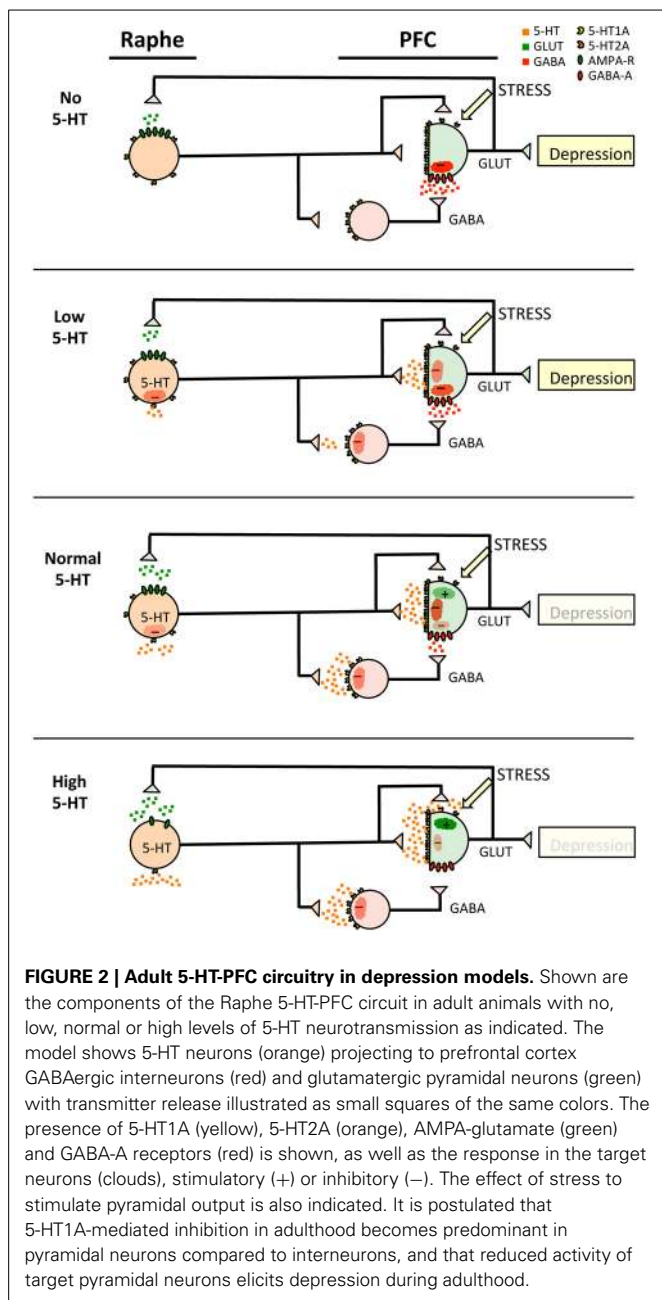 Raphe
PFC
5-HT
GLUT
GABA
5-HT1A
5-HT2A
AMPA-R
GABA-A
No
5-HT
STRESS
GLUT
Depression
GABA
Low
5-HT
5-HT
STRESS
GLUT
Depression
GABA
Normal
5-HT
5-HT
STRESS
GLUT
Depression
GABA
High
5-HT
5-HT
STRESS
GLUT
Depression
GABA
FIGURE 2 | Adult 5-HT-PFC circuitry in depression models. Shown are
the components of the Raphe 5-HT-PFC circuit in adult animals with no,
low, normal or high levels of 5-HT neurotransmission as indicated. The
model shows 5-HT neurons (orange) projecting to prefrontal cortex
GABAergic interneurons (red) and glutamatergic pyramidal neurons (green)
with transmitter release illustrated as small squares of the same colors. The
presence of 5-HT1A (yellow), 5-HT2A (orange), AMPA-glutamate (green)
and GABA-A receptors (red) is shown, as well as the response in the target
neurons (clouds), stimulatory (+) or inhibitory (−). The effect of stress to
stimulate pyramidal output is also indicated. It is postulated that
5-HT1A-mediated inhibition in adulthood becomes predominant in
pyramidal neurons compared to interneurons, and that reduced activity of
target pyramidal neurons elicits depression during adulthood.